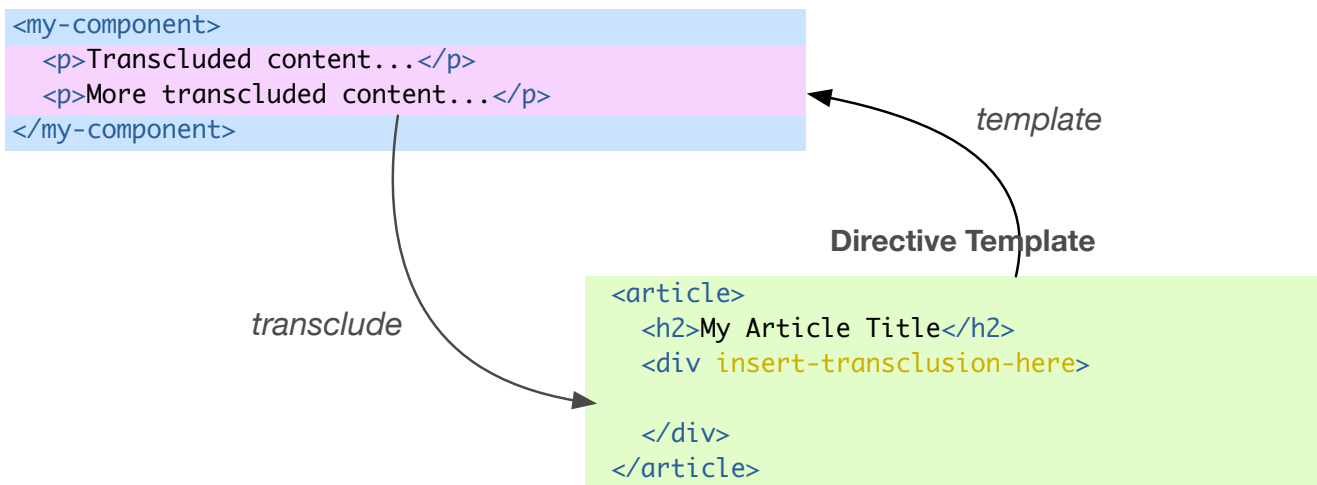 <my-component>
  <p>Transcluded content...</p>
  <p>More transcluded content...</p>
</my-component>
template
Directive Template
transclude
<article>
  <h2>My Article Title</h2>
  <div insert-transclusion-here>
  </div>
</article>